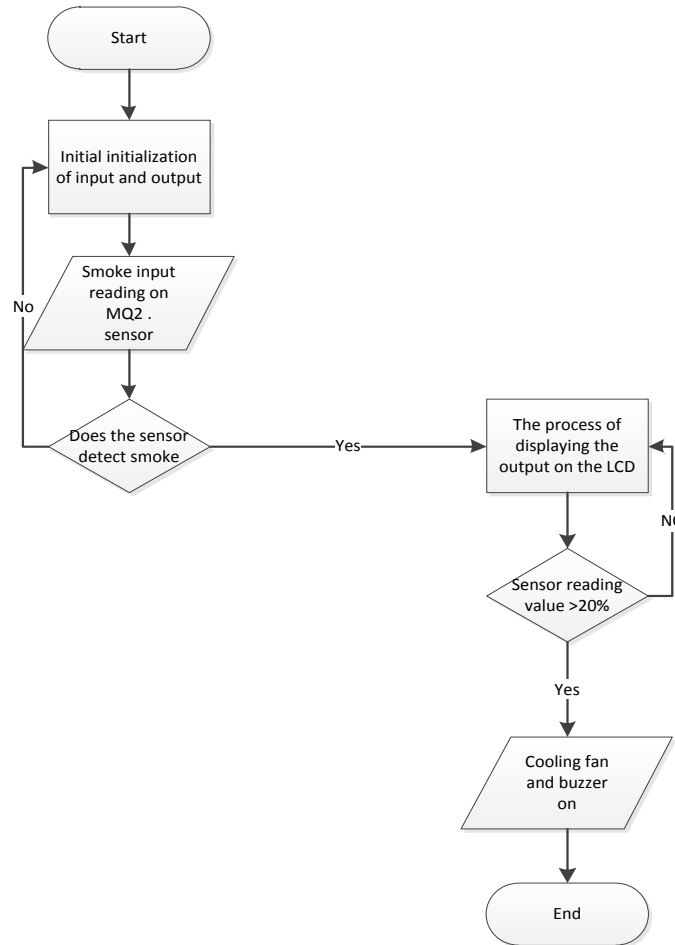 Start
Initial initialization
of input and output
Smoke input
reading on
MQ2 .
sensor
No
Does the sensor
detect smoke
Yes
The process of
displaying the
output on the LCD
Sensor reading
value >20%
Yes
Cooling fan
and buzzer
on
End